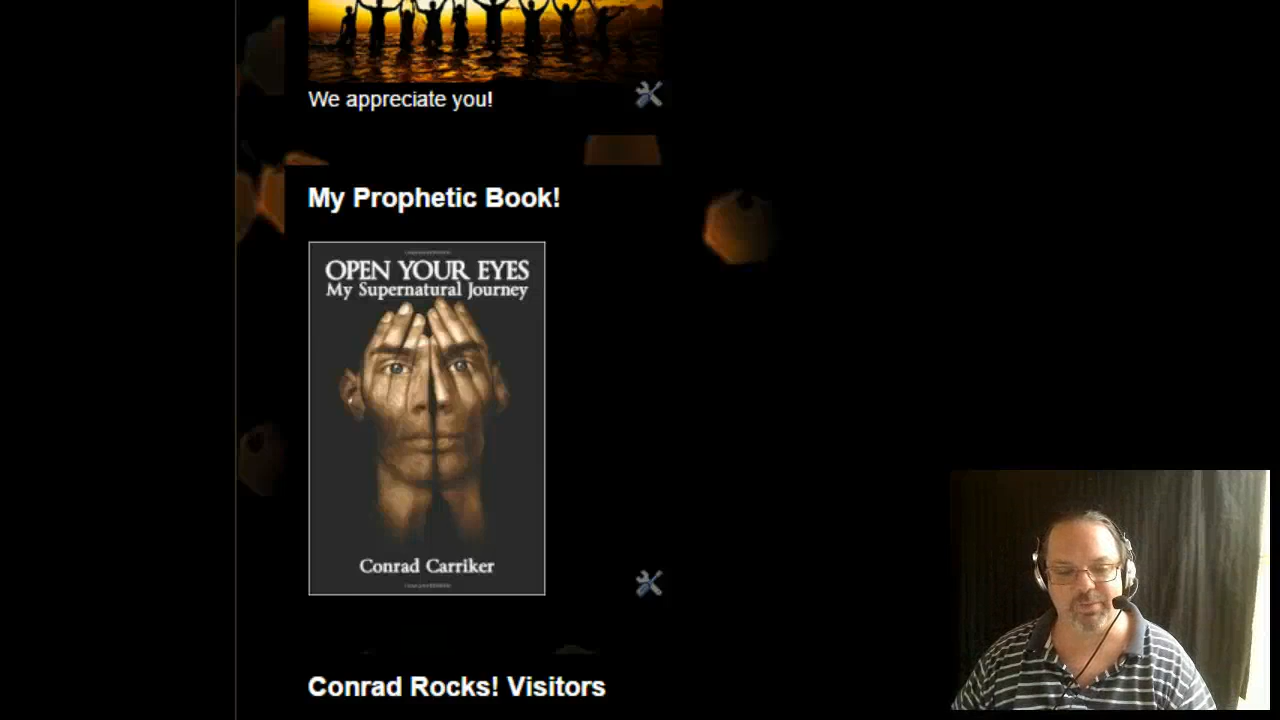 We appreciate you!
My Prophetic Book!
OPEN YOUR EYES
My Supernatural Journey
Conrad Carriker
Conrad Rocks! Visitors